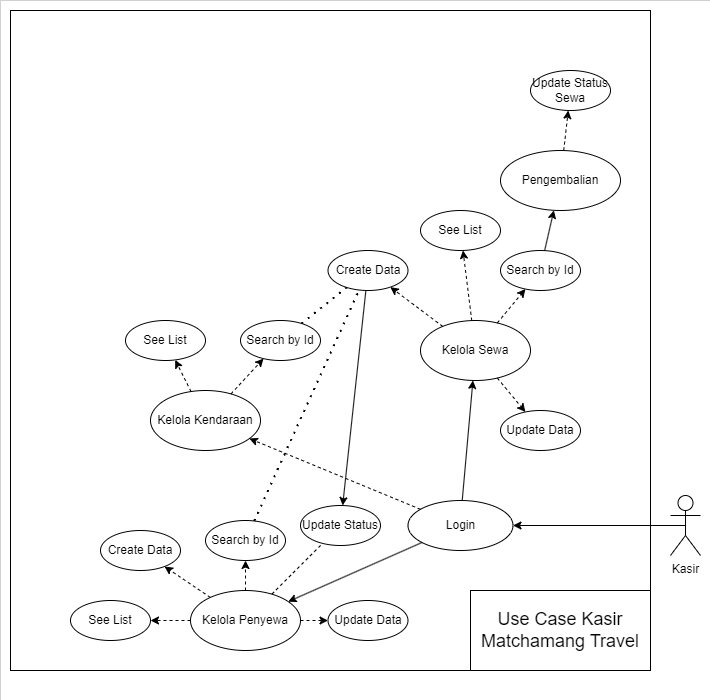 Update Status
Sewa
Pengembalian
See List
Search by Id
Create Data
See List
Search by Id
Kelola Sewa
Kelola Kendaraan
Update Data
Update Status
Login
Search by Id
Create Data
Kasir
See List
Kelola Penyewa
Update Data
Use Case Kasir
Matchamang Travel